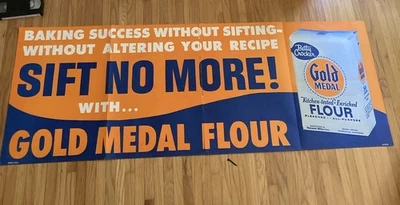 BAKING SUCCESS WITHOUT SIFTING-
WITHOUT ALTERING YOUR RECIPE
SIFT NO MORE!
WITH...
GOLD MEDAL FLOUR
Betty
Crocker
Gold
MEDAL
"Kitchen-tested" Enriched
FLOUR